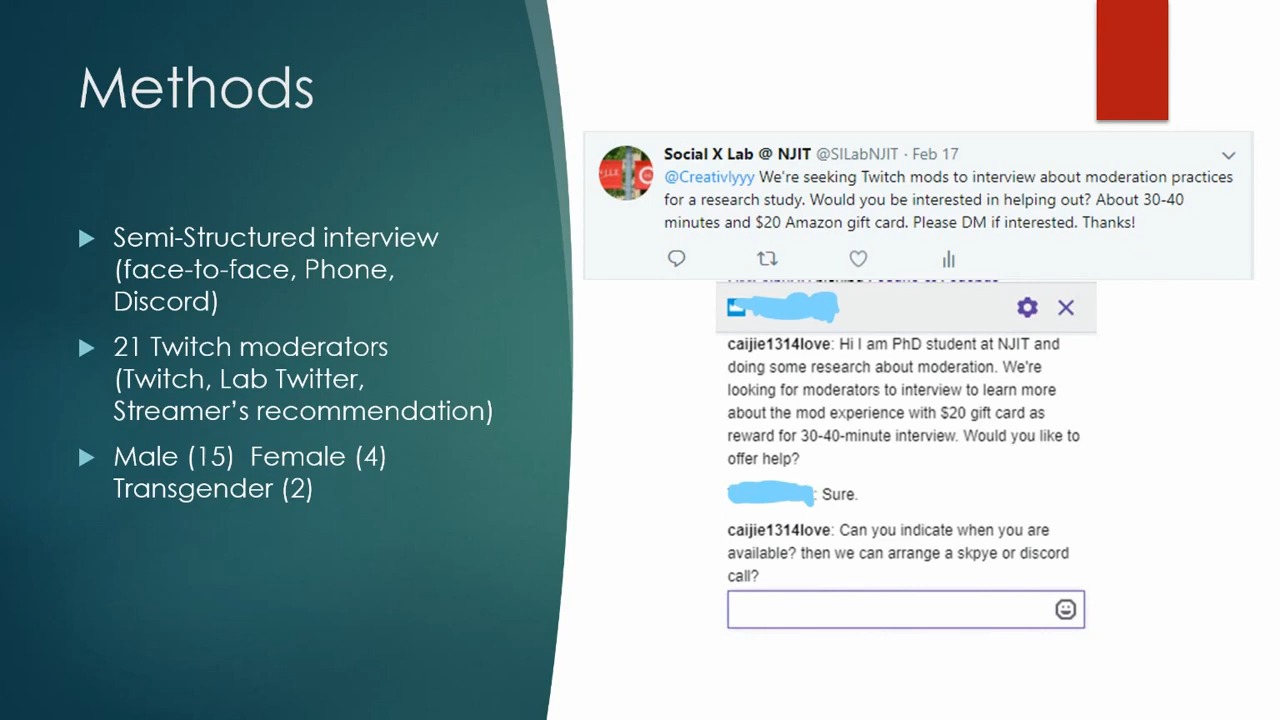 Methods
Semi-Structured interview
(face-to-face, Phone,
Discord)
21 Twitch moderators
(Twitch, Lab Twitter,
Streamer's recommendation)
Male (15)  Female (4)
Transgender (2)
Social X Lab @ NJIT @SILabNJIT · Feb 17
@Creativlyyy We're seeking Twitch mods to interview about moderation practices
for a research study. Would you be interested in helping out? About 30-40
minutes and $20 Amazon gift card. Please DM if interested. Thanks!
caijie1314love: Hi I am PhD student at NJIT and
doing some research about moderation. We're
looking for moderators to interview to learn more
about the mod experience with $20 gift card as
reward for 30-40-minute interview. Would you like to
offer help?
: Sure.
caijie1314love: Can you indicate when you are
available? then we can arrange a skpye or discord
call?